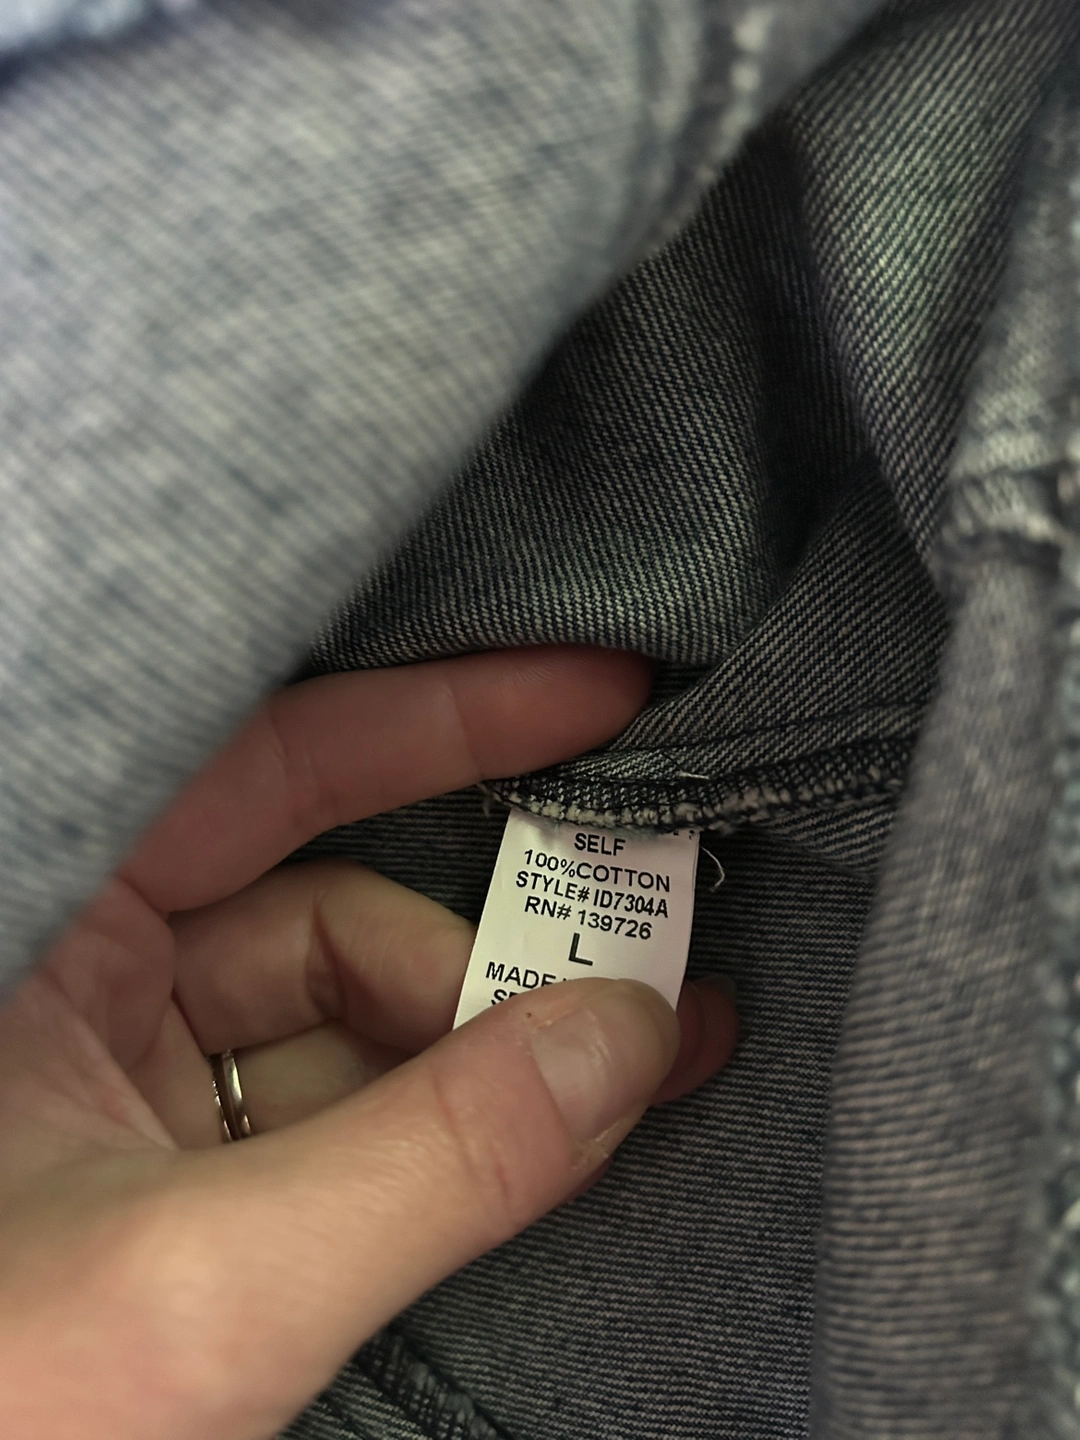 SELF
100%COTTON
STYLE# ID7304A
RN# 139726
L
MADE